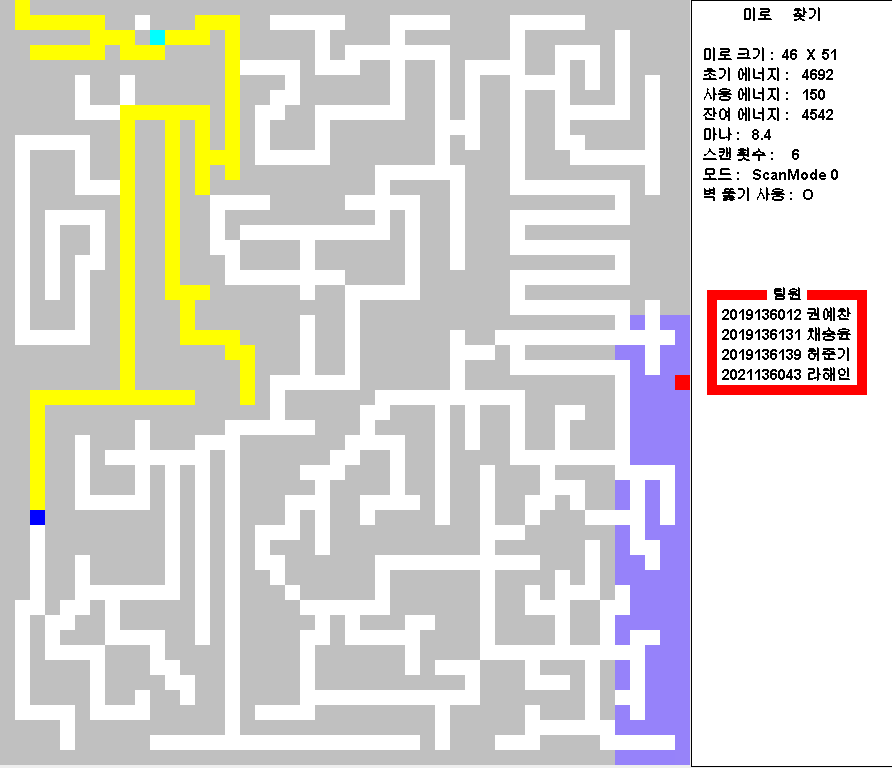 미로 찾기
미로 크기 : 46 X 51
초기 에너지 : 4692
사용 에너지 : 150
잔여 에너지 : 4542
마나 : 8.4
스캔 횟수 : 6
모드 : ScanMode 0
벽 뚫기 사용 : O
팀원
2019136012 권예찬
2019136131 채승윤
2019136139 허준기
2021136043 라해인